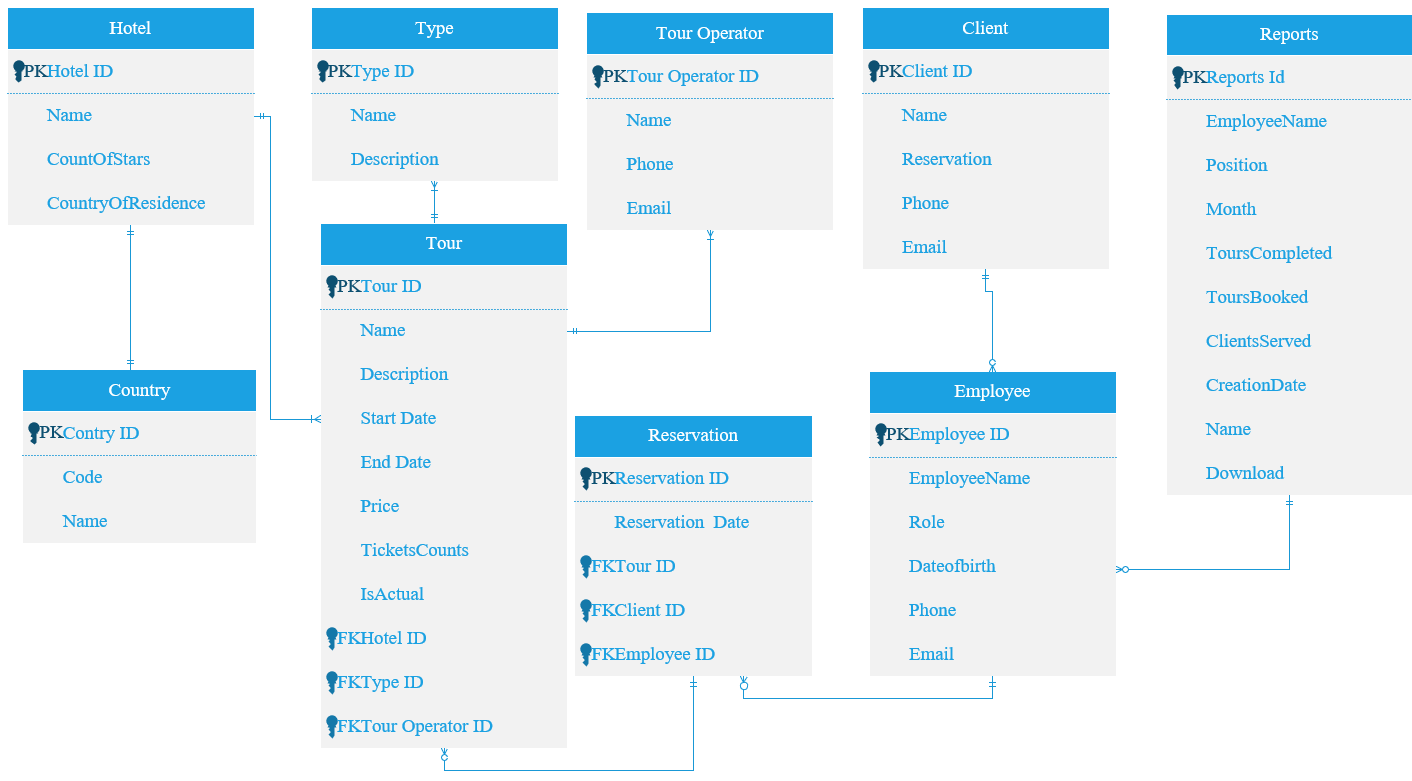 Hotel
PKHotel ID
Name
CountOfStars
CountryOfResidence
Type
PKType ID
Name
Description
Tour Operator
PKTour Operator ID
Name
Phone
Email
Client
PKClient ID
Name
Reservation
Phone
Email
Reports
PKReports Id
EmployeeName
Position
Month
ToursCompleted
ToursBooked
ClientsServed
CreationDate
Name
Download
Country
PKContry ID
Code
Name
Tour
PKTour ID
Name
Description
Start Date
End Date
Price
TicketsCounts
IsActual
FKHotel ID
FKType ID
FKTour Operator ID
Reservation
PKReservation ID
Reservation  Date
FKTour ID
FKClient ID
FKEmployee ID
Employee
PKEmployee ID
EmployeeName
Role
Dateofbirth
Phone
Email